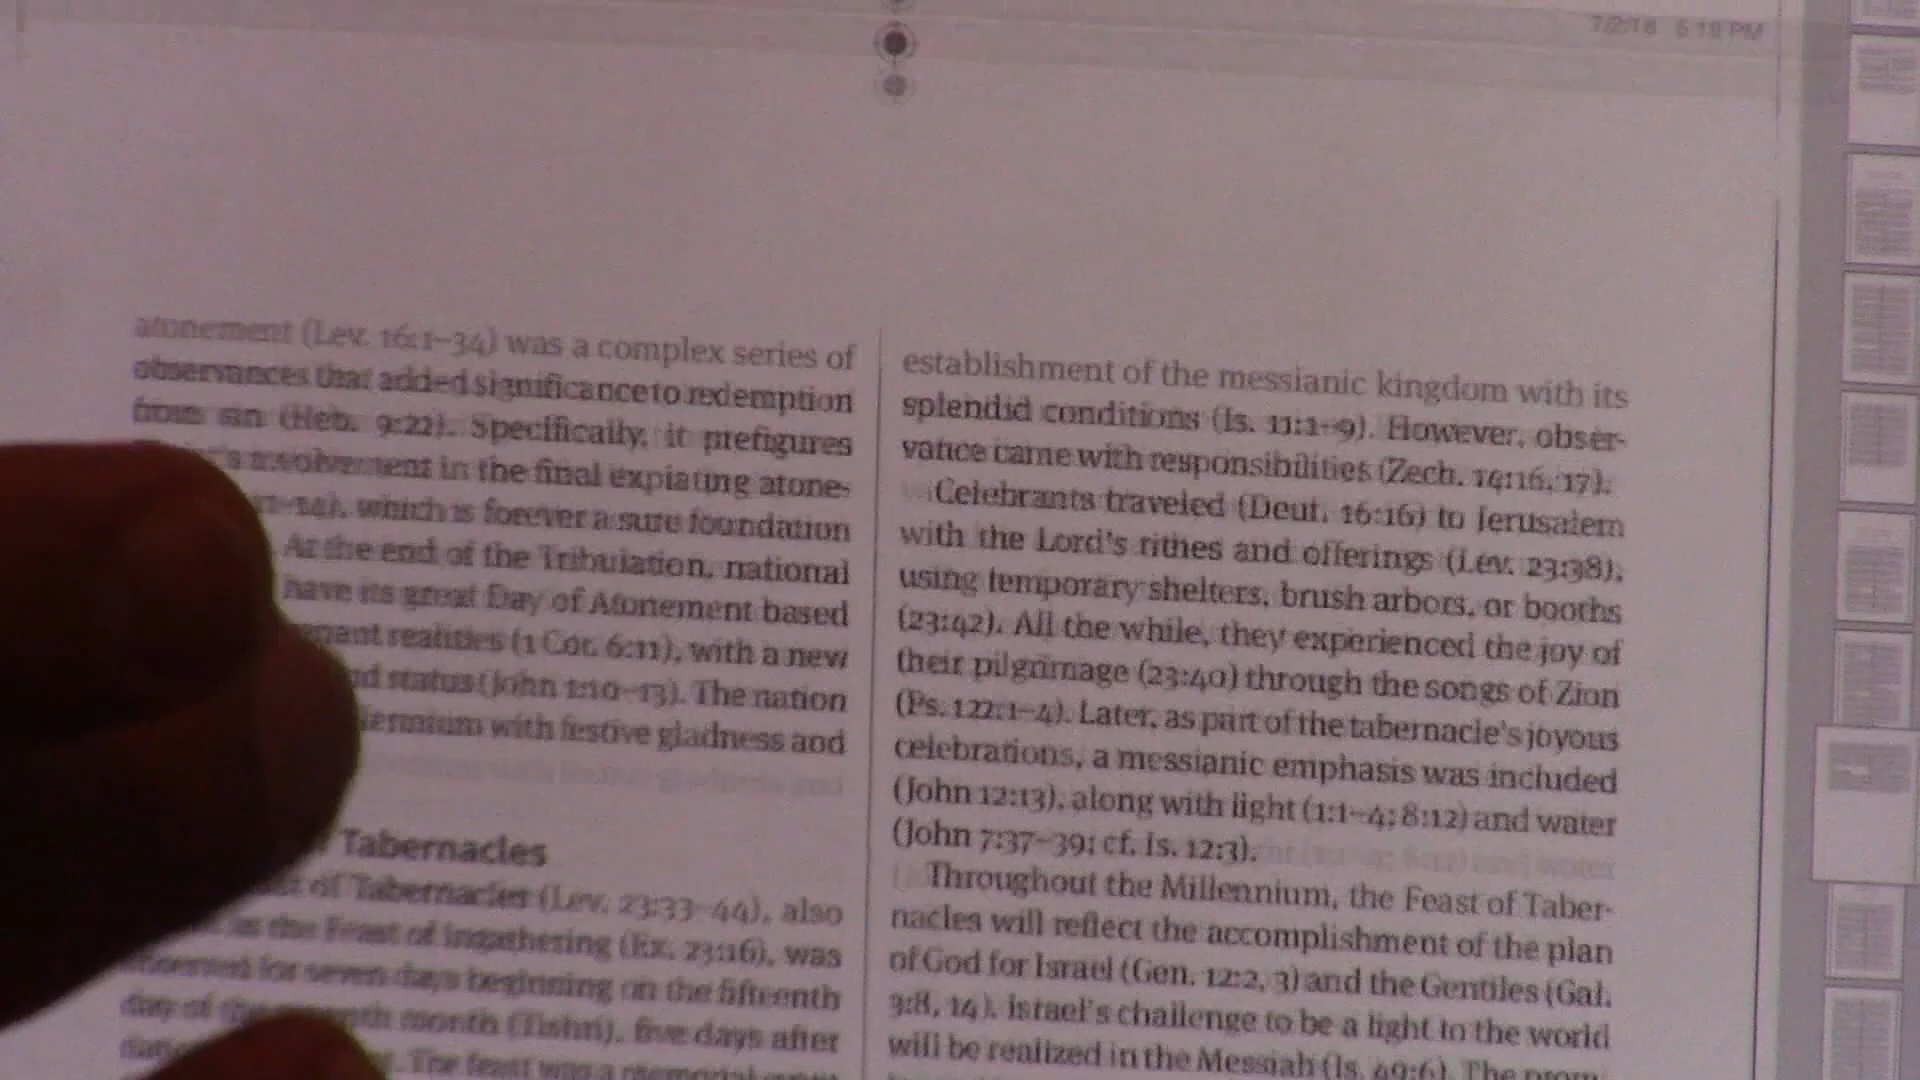 7/2/18 5:19 PM
atonement (Lev. 16:1–34) was a complex series of
observances that added significance to redemption
from sin (Heb. 9:22). Specifically, it prefigures
involvement in the final expiating atone-
which is forever a sure foundation
At the end of the Tribulation, national
have its great Day of Atonement based
realities (1 Cor. 6:11), with a new
status (John 1:10–13). The nation
with festive gladness and
Tabernacles
of Tabernacles (Lev. 23:33–44), also
as the Feast of Ingathering (Ex. 23:16), was
observed for seven days beginning on the fifteenth
day of the month (Tishri), five days after
The feast was a memorial
establishment of the messianic kingdom with its
splendid conditions (Is. 11:1–9). However, obser-
vance came with responsibilities (Zech. 14:16, 17).
Celebrants traveled (Deut. 16:16) to Jerusalem
with the Lord's tithes and offerings (Lev. 23:38),
using temporary shelters, brush arbors, or booths
(23:42). All the while, they experienced the joy of
their pilgrimage (23:40) through the songs of Zion
(Ps. 122:1–4). Later, as part of the tabernacle's joyous
celebrations, a messianic emphasis was included
(John 12:13), along with light (1:1–4; 8:12) and water
(John 7:37–39; cf. Is. 12:3).
Throughout the Millennium, the Feast of Taber-
nacles will reflect the accomplishment of the plan
of God for Israel (Gen. 12:2, 3) and the Gentiles (Gal.
3:8, 14). Israel's challenge to be a light to the world
will be realized in the Messiah (Is. 49:6). The